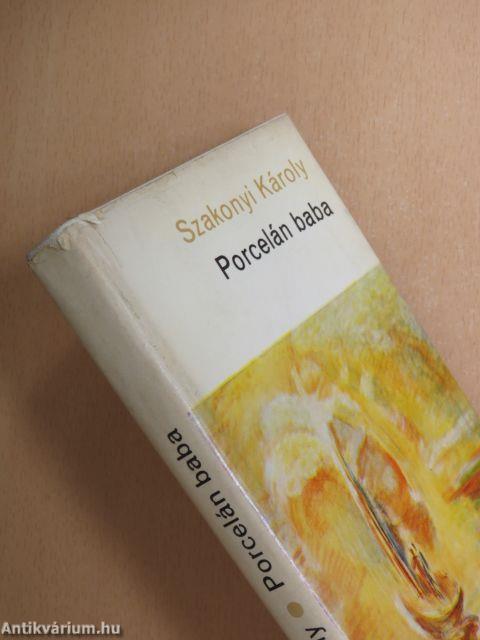 Szakonyi Károly
Porcelán baba
Porcelán baba
Antikvárium.hu